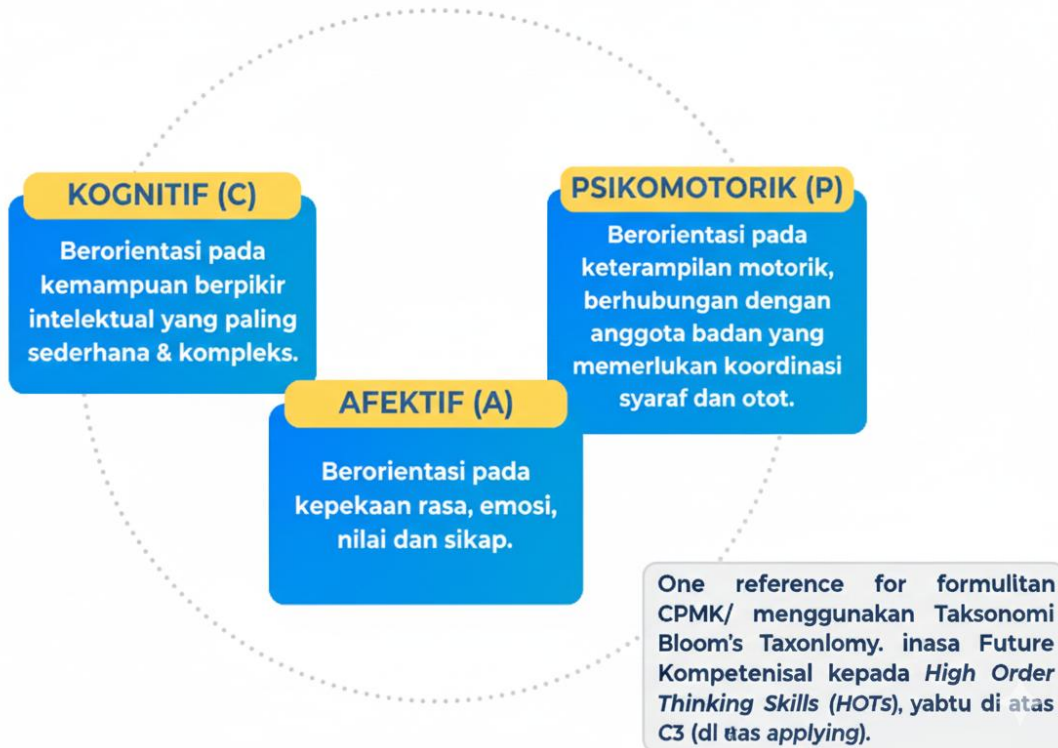 KOGNITIF (C)
Berorientasi pada
kemampuan berpikir
intelektual yang paling
sederhana & kompleks.
PSIKOMOTORIK (P)
Berorientasi pada
keterampilan motorik,
berhubungan dengan
anggota badan yang
memerlukan koordinasi
syaraf dan otot.
AFEKTIF (A)
Berorientasi pada
kepekaan rasa, emosi,
nilai dan sikap.
One reference for formulitan
CPMK/ menggunakan Taksonomi
Bloom's Taxonlomy. inasa Future
Kompetenisal kepada High Order
Thinking Skills (HOTs), yabtu di atas
C3 (dl applying).